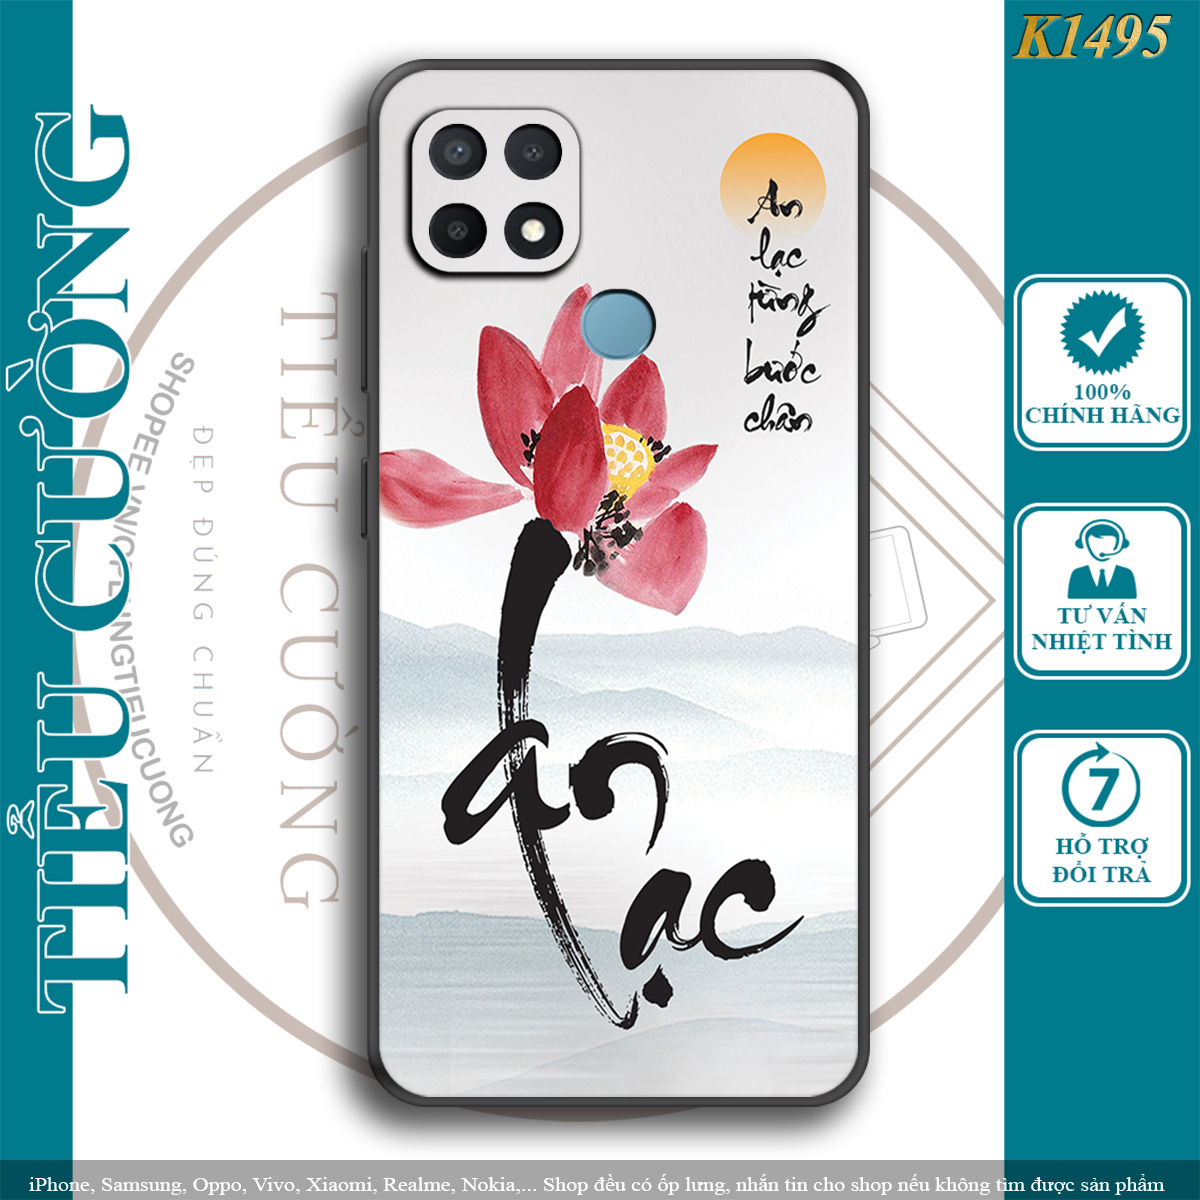 K1495
TIỂU CƯỜNG
ĐẸP ĐÚNG CHUẨN
TIỂU CƯỜNG
An
lạc
từng
bước
chân
an
lạc
100%
CHÍNH HÃNG
TƯ VẤN
NHIỆT TÌNH
7
HỖ TRỢ
ĐỔI TRẢ
iPhone, Samsung, Oppo, Vivo, Xiaomi, Realme, Nokia,... Shop đều có ốp lưng, nhắn tin cho shop nếu không tìm được sản phẩm